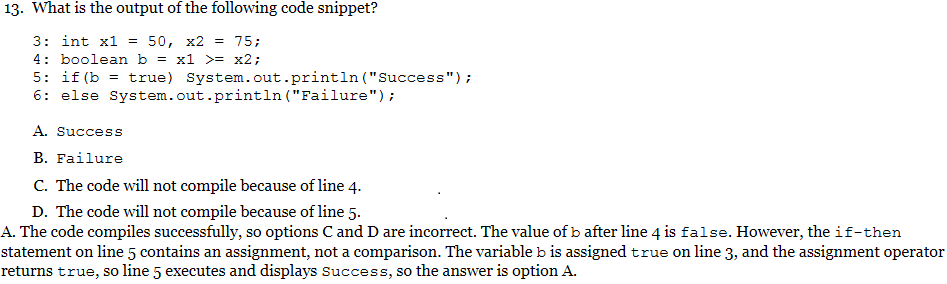 13. What is the output of the following code snippet?
3: int x1 = 50, x2 = 75;
4: boolean b = x1 >= x2;
5: if(b = true) System.out.println("Success");
6: else System.out.println("Failure");
A. Success
B. Failure
C. The code will not compile because of line 4.
D. The code will not compile because of line 5.
A. The code compiles successfully, so options C and D are incorrect. The value of b after line 4 is false. However, the if-then
statement on line 5 contains an assignment, not a comparison. The variable b is assigned true on line 3, and the assignment operator
returns true, so line 5 executes and displays Success, so the answer is option A.